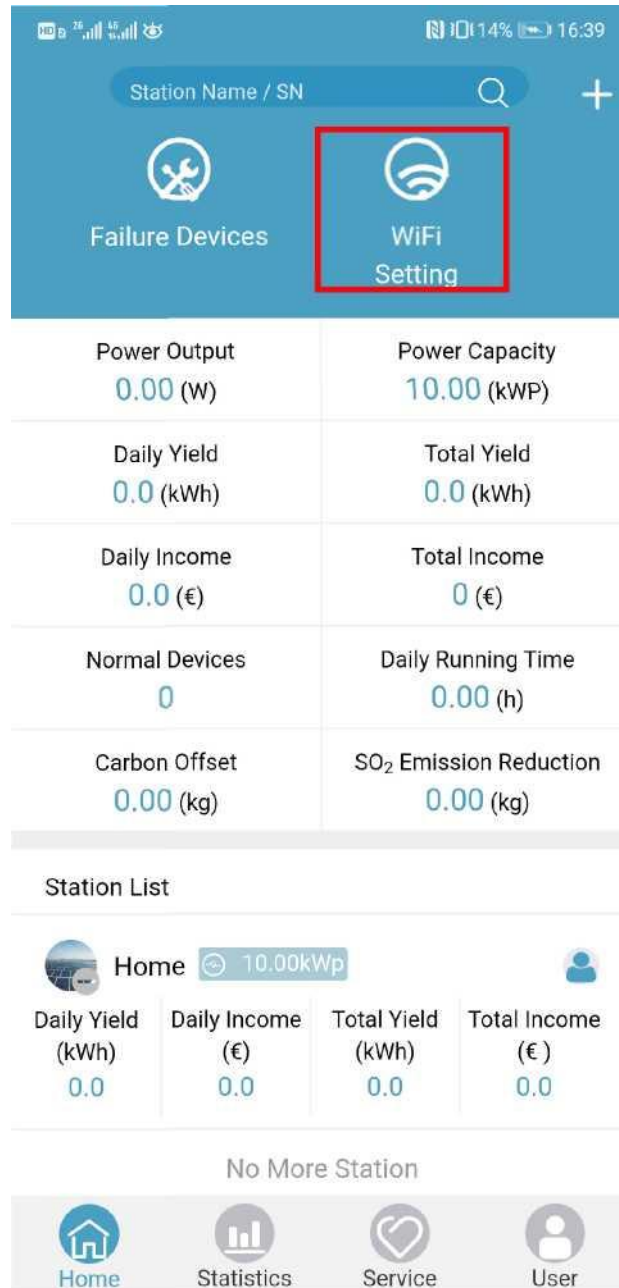 HD 2G 4G 14% 16:39
Station Name / SN
Failure Devices
WiFi
Setting
Power Output
0.00 (W)
Power Capacity
10.00 (kWP)
Daily Yield
0.0 (kWh)
Total Yield
0.0 (kWh)
Daily Income
0.0 (€)
Total Income
0 (€)
Normal Devices
0
Daily Running Time
0.00 (h)
Carbon Offset
0.00 (kg)
SO₂ Emission Reduction
0.00 (kg)
Station List
Home 10.00kWp
Daily Yield
(kWh)
0.0
Daily Income
(€)
0.0
Total Yield
(kWh)
0.0
Total Income
(€ )
0.0
No More Station
Home
Statistics
Service
User